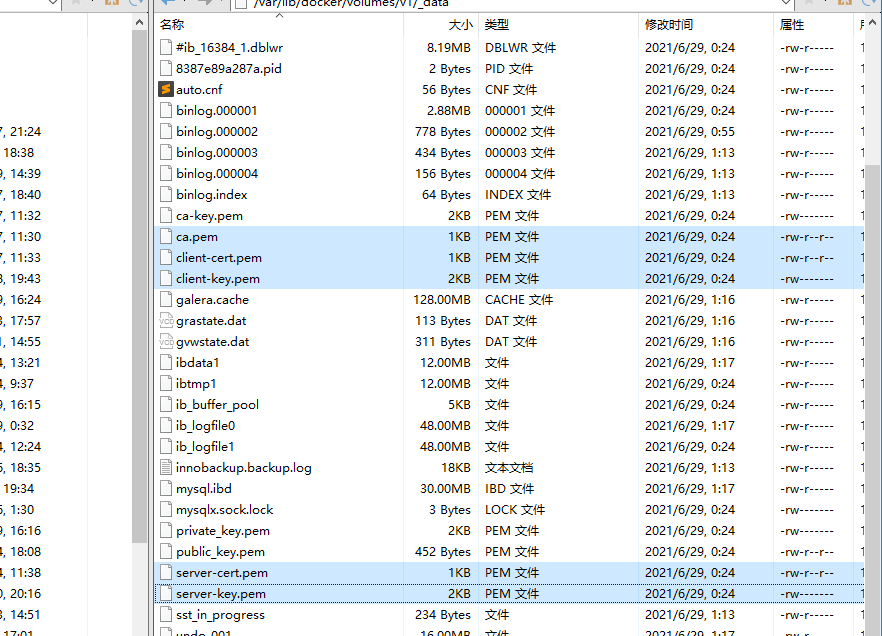 /var/lib/docker/volumes/v1/_data
名称 大小 类型 修改时间 属性
#ib_16384_1.dblwr 8.19MB DBLWR 文件 2021/6/29, 0:24 -rw-r-----
8387e89a287a.pid 2 Bytes PID 文件 2021/6/29, 0:24 -rw-r-----
auto.cnf 56 Bytes CNF 文件 2021/6/29, 0:24 -rw-r-----
binlog.000001 2.88MB 000001 文件 2021/6/29, 0:24 -rw-r-----
7, 21:24 binlog.000002 778 Bytes 000002 文件 2021/6/29, 0:55 -rw-r-----
18:38 binlog.000003 434 Bytes 000003 文件 2021/6/29, 1:13 -rw-r-----
9, 14:39 binlog.000004 156 Bytes 000004 文件 2021/6/29, 1:13 -rw-r-----
7, 18:40 binlog.index 64 Bytes INDEX 文件 2021/6/29, 1:13 -rw-r-----
7, 11:32 ca-key.pem 2KB PEM 文件 2021/6/29, 0:24 -rw-------
7, 11:30 ca.pem 1KB PEM 文件 2021/6/29, 0:24 -rw-r--r--
7, 11:33 client-cert.pem 1KB PEM 文件 2021/6/29, 0:24 -rw-r--r--
3, 19:43 client-key.pem 2KB PEM 文件 2021/6/29, 0:24 -rw-------
9, 16:24 galera.cache 128.00MB CACHE 文件 2021/6/29, 1:16 -rw-r-----
3, 17:57 grastate.dat 113 Bytes DAT 文件 2021/6/29, 1:16 -rw-r-----
1, 14:55 gvwstate.dat 311 Bytes DAT 文件 2021/6/29, 1:16 -rw-r-----
4, 13:21 ibdata1 12.00MB 文件 2021/6/29, 1:17 -rw-r-----
4, 9:37 ibtmp1 12.00MB 文件 2021/6/29, 0:24 -rw-r-----
9, 16:15 ib_buffer_pool 5KB 文件 2021/6/29, 0:24 -rw-r-----
9, 0:32 ib_logfile0 48.00MB 文件 2021/6/29, 1:17 -rw-r-----
4, 12:24 ib_logfile1 48.00MB 文件 2021/6/29, 0:24 -rw-r-----
5, 18:35 innobackup.backup.log 18KB 文本文档 2021/6/29, 1:13 -rw-r-----
19:34 mysql.ibd 30.00MB IBD 文件 2021/6/29, 1:17 -rw-r-----
5, 1:30 mysqlx.sock.lock 3 Bytes LOCK 文件 2021/6/29, 0:24 -rw-------
9, 16:16 private_key.pem 2KB PEM 文件 2021/6/29, 0:24 -rw-------
4, 18:08 public_key.pem 452 Bytes PEM 文件 2021/6/29, 0:24 -rw-r--r--
4, 11:38 server-cert.pem 1KB PEM 文件 2021/6/29, 0:24 -rw-r--r--
0, 20:16 server-key.pem 2KB PEM 文件 2021/6/29, 0:24 -rw-------
3, 14:51 sst_in_progress 234 Bytes 文件 2021/6/29, 1:13 -rw-r-----
17:01 undo_001 16.00MB 文件 2021/6/29, 1:17 -rw-r-----